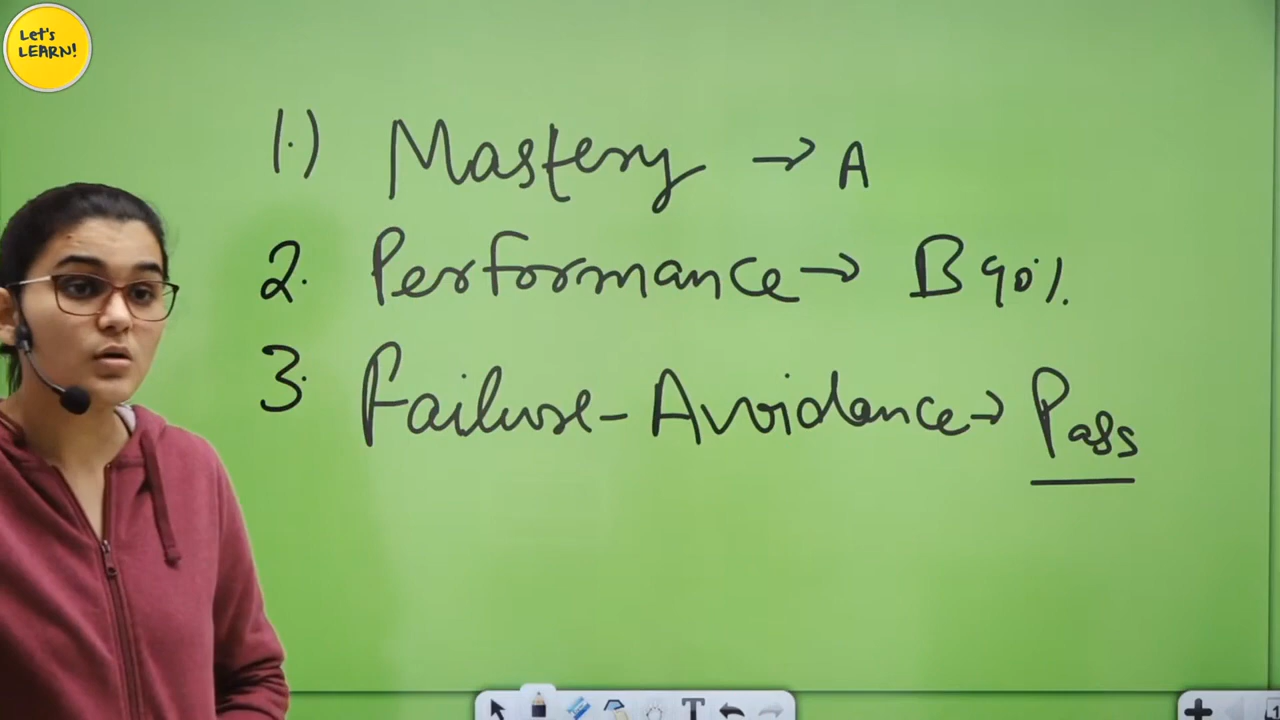 Let's
LEARN!
1.) Mastery → A
2. Performance → B 90%.
3. Failure-Avoidance → Pass